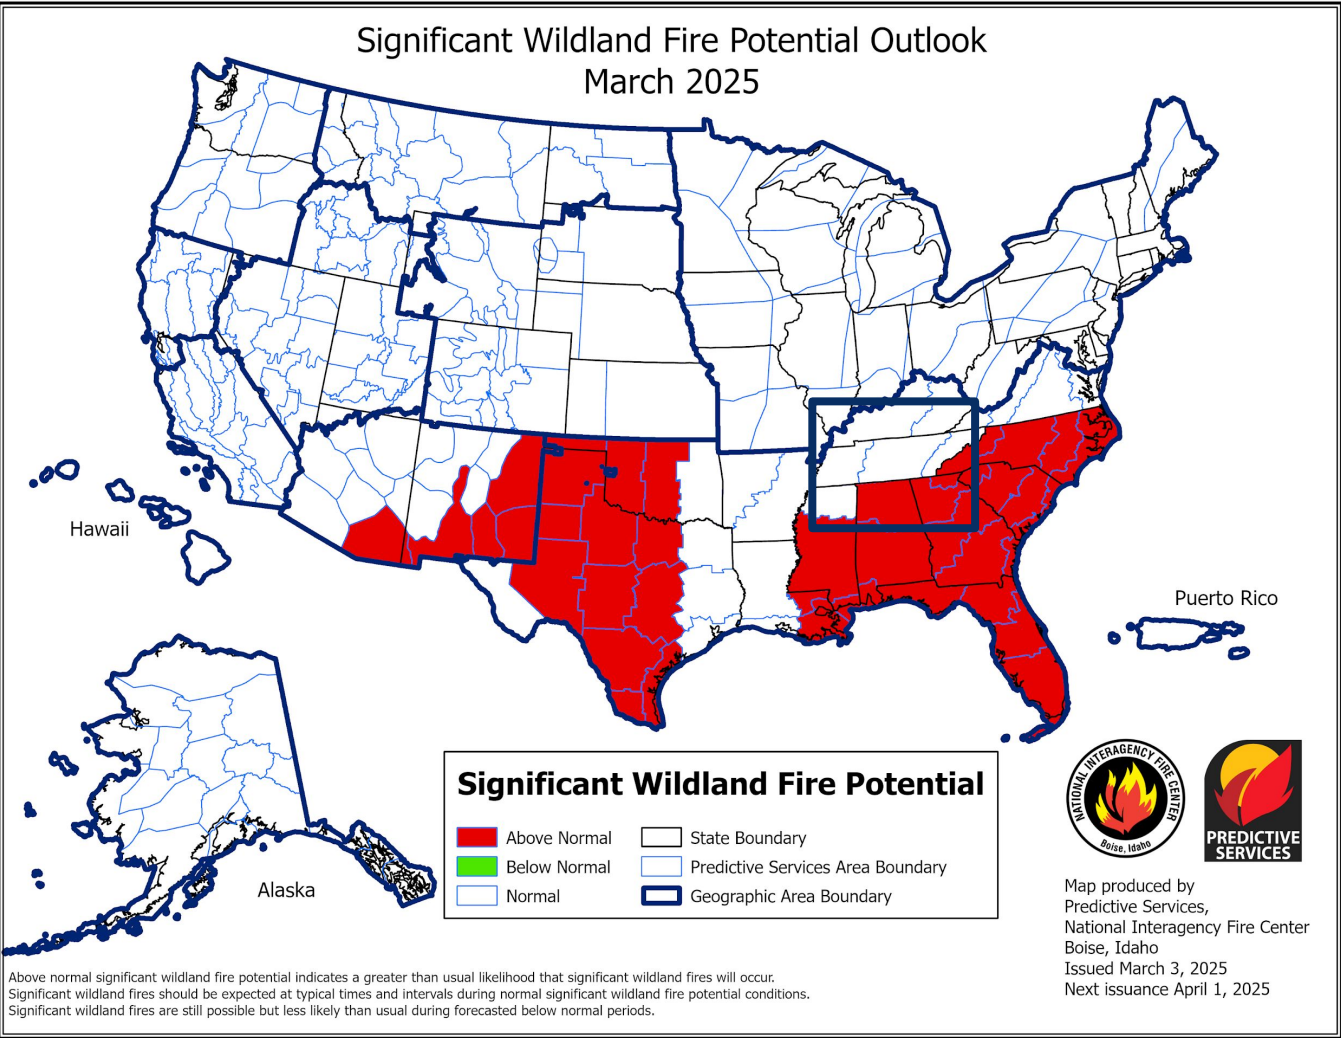 Significant Wildland Fire Potential Outlook
March 2025
Hawaii
Puerto Rico
Alaska
Significant Wildland Fire Potential
Above Normal
Below Normal
Normal
State Boundary
Predictive Services Area Boundary
Geographic Area Boundary
NATIONAL INTERAGENCY FIRE CENTER
Boise, Idaho
PREDICTIVE
SERVICES
Map produced by
Predictive Services,
National Interagency Fire Center
Boise, Idaho
Issued March 3, 2025
Next issuance April 1, 2025
Above normal significant wildland fire potential indicates a greater than usual likelihood that significant wildland fires will occur.
Significant wildland fires should be expected at typical times and intervals during normal significant wildland fire potential conditions.
Significant wildland fires are still possible but less likely than usual during forecasted below normal periods.